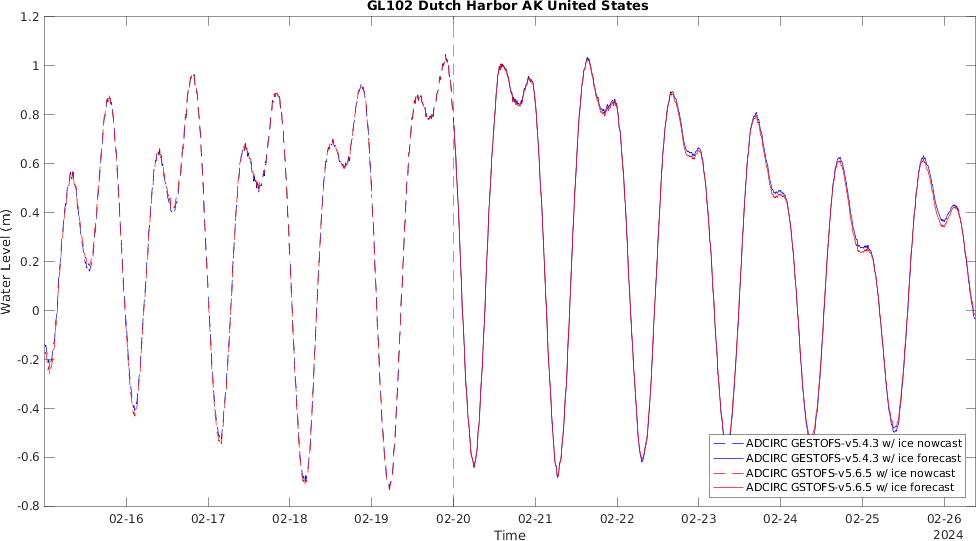 GL102 Dutch Harbor AK United States
1.2
1
0.8
0.6
0.4
0.2
0
-0.2
-0.4
-0.6
-0.8
Water Level (m)
ADCIRC GESTOFS-v5.4.3 w/ ice nowcast
ADCIRC GESTOFS-v5.4.3 w/ ice forecast
ADCIRC GSTOFS-v5.6.5 w/ ice nowcast
ADCIRC GSTOFS-v5.6.5 w/ ice forecast
02-16 02-17 02-18 02-19 02-20 02-21 02-22 02-23 02-24 02-25 02-26
Time 2024